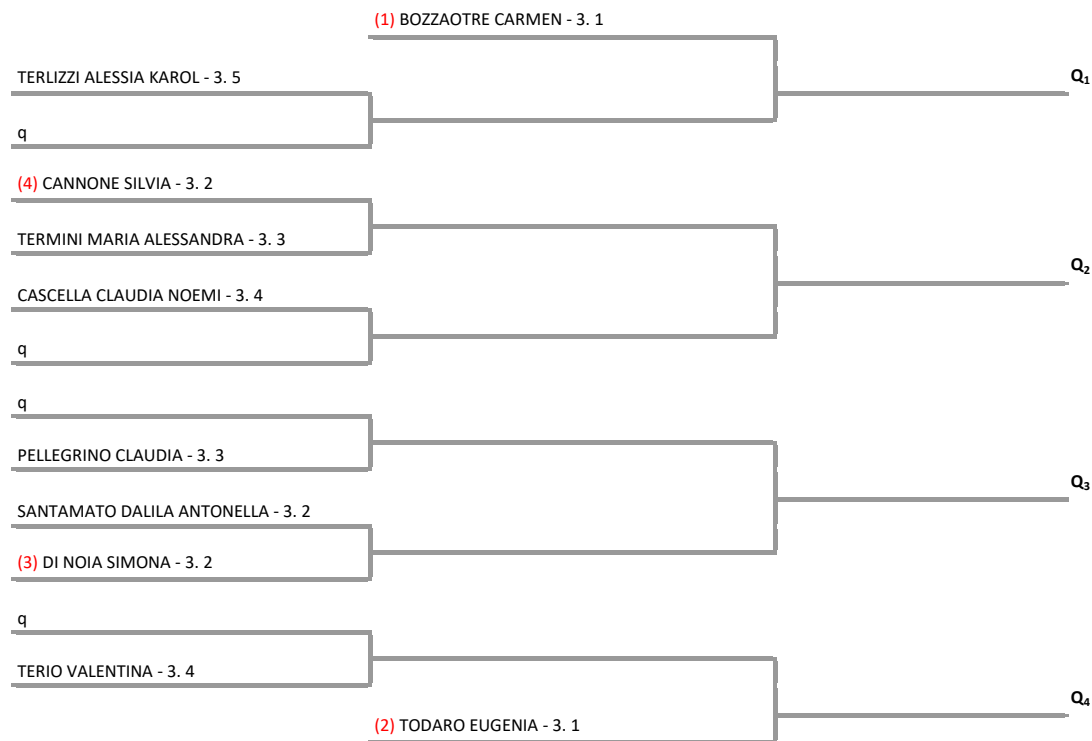 (1) BOZZAOTRE CARMEN - 3. 1
TERLIZZI ALESSIA KAROL - 3. 5
Q1
q
(4) CANNONE SILVIA - 3. 2
TERMINI MARIA ALESSANDRA - 3. 3
Q2
CASCELLA CLAUDIA NOEMI - 3. 4
q
q
PELLEGRINO CLAUDIA - 3. 3
Q3
SANTAMATO DALILA ANTONELLA - 3. 2
(3) DI NOIA SIMONA - 3. 2
q
TERIO VALENTINA - 3. 4
Q4
(2) TODARO EUGENIA - 3. 1